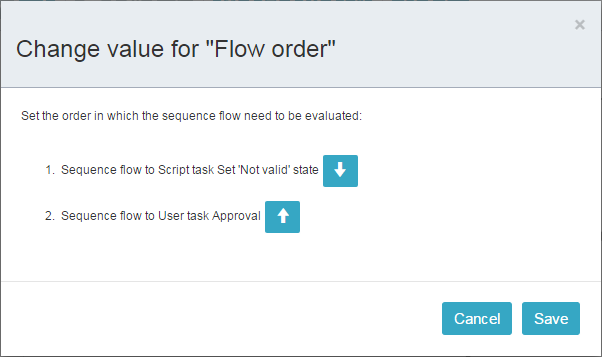 ×
Change value for "Flow order"
Set the order in which the sequence flow need to be evaluated:
1. Sequence flow to Script task Set 'Not valid' state
2. Sequence flow to User task Approval
Cancel Save